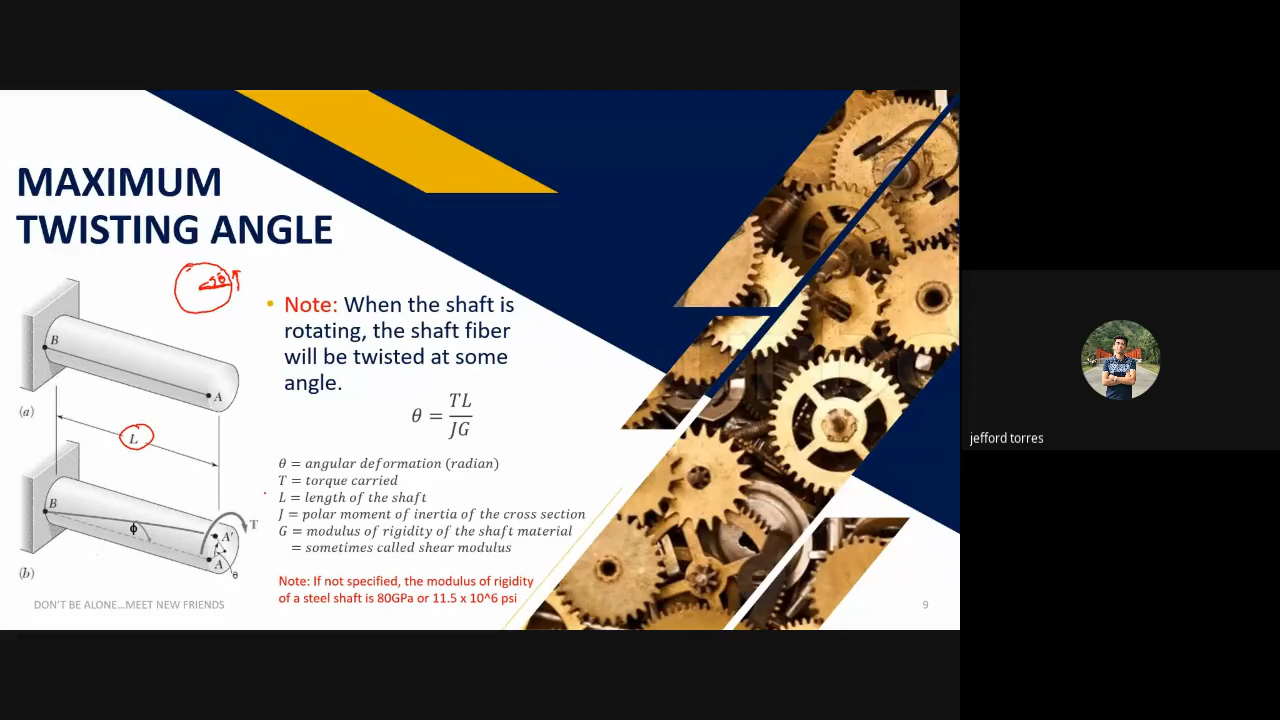 MAXIMUM
TWISTING ANGLE
θ
• Note: When the shaft is
rotating, the shaft fiber
will be twisted at some
angle.
θ = TL/JG
B
A
(a)
L
B
ϕ
T
A'
A
θ
(b)
θ = angular deformation (radian)
T = torque carried
L = length of the shaft
J = polar moment of inertia of the cross section
G = modulus of rigidity of the shaft material
= sometimes called shear modulus
Note: If not specified, the modulus of rigidity
of a steel shaft is 80GPa or 11.5 x 10^6 psi
DON'T BE ALONE...MEET NEW FRIENDS
9
jefford torres